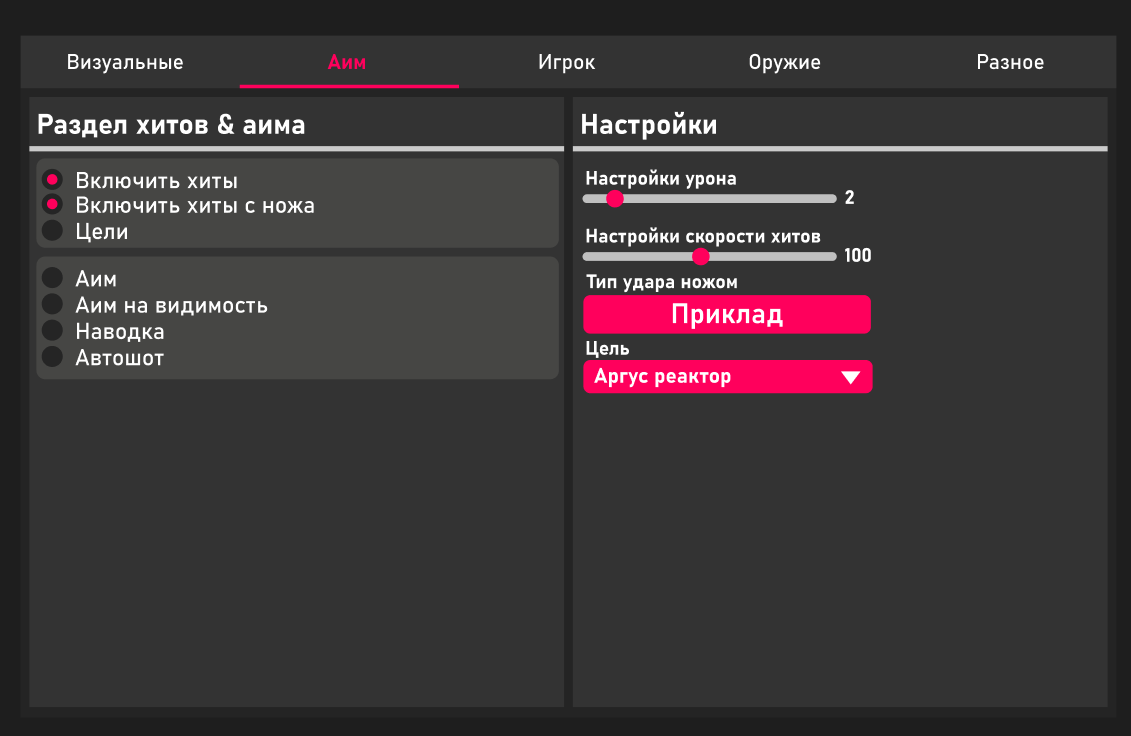 Визуальные
Аим
Игрок
Оружие
Разное
Раздел хитов & аима
Включить хиты
Включить хиты с ножа
Цели
Аим
Аим на видимость
Наводка
Автошот
Настройки
Настройки урона
2
Настройки скорости хитов
100
Тип удара ножом
Приклад
Цель
Аргус реактор